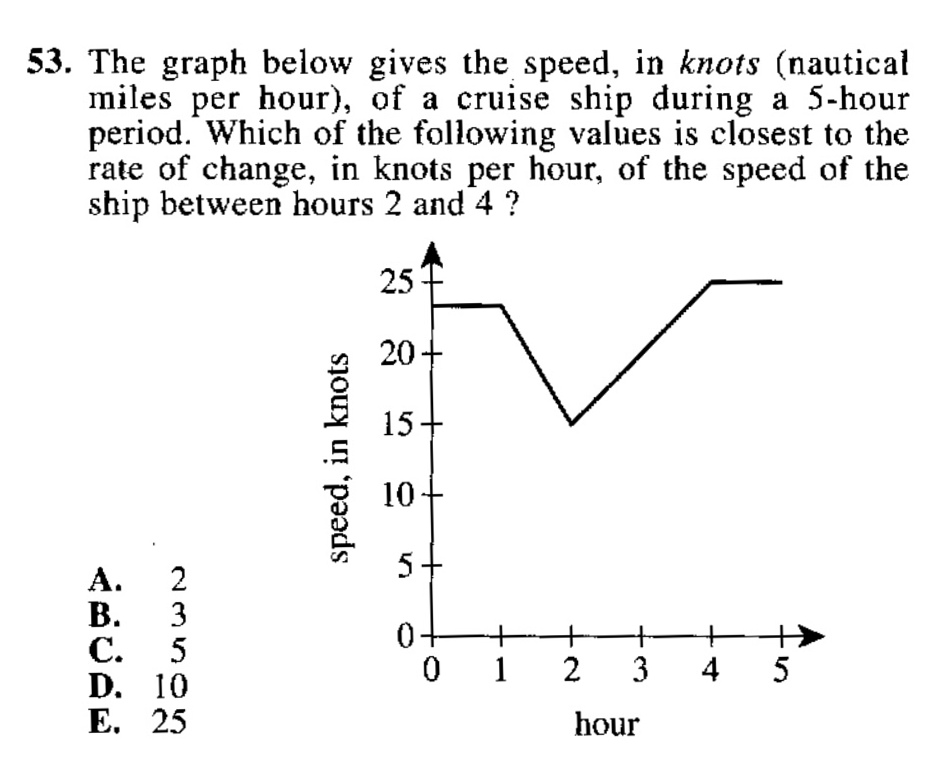 53. The graph below gives the speed, in knots (nautical
miles per hour), of a cruise ship during a 5-hour
period. Which of the following values is closest to the
rate of change, in knots per hour, of the speed of the
ship between hours 2 and 4 ?
25
20
15
10
5
0
speed, in knots
0 1 2 3 4 5
hour
A. 2
B. 3
C. 5
D. 10
E. 25